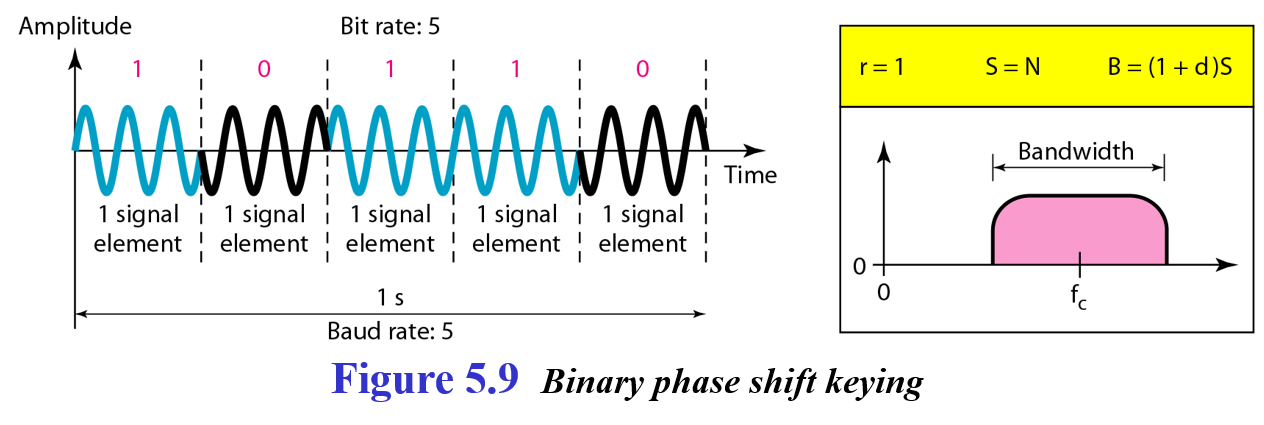 Amplitude
Bit rate: 5
1 0 1 1 0
Time
1 signal element
1 signal element
1 signal element
1 signal element
1 signal element
1 s
Baud rate: 5
r = 1 S = N B = (1 + d)S
Bandwidth
0
0
fc
Figure 5.9 Binary phase shift keying